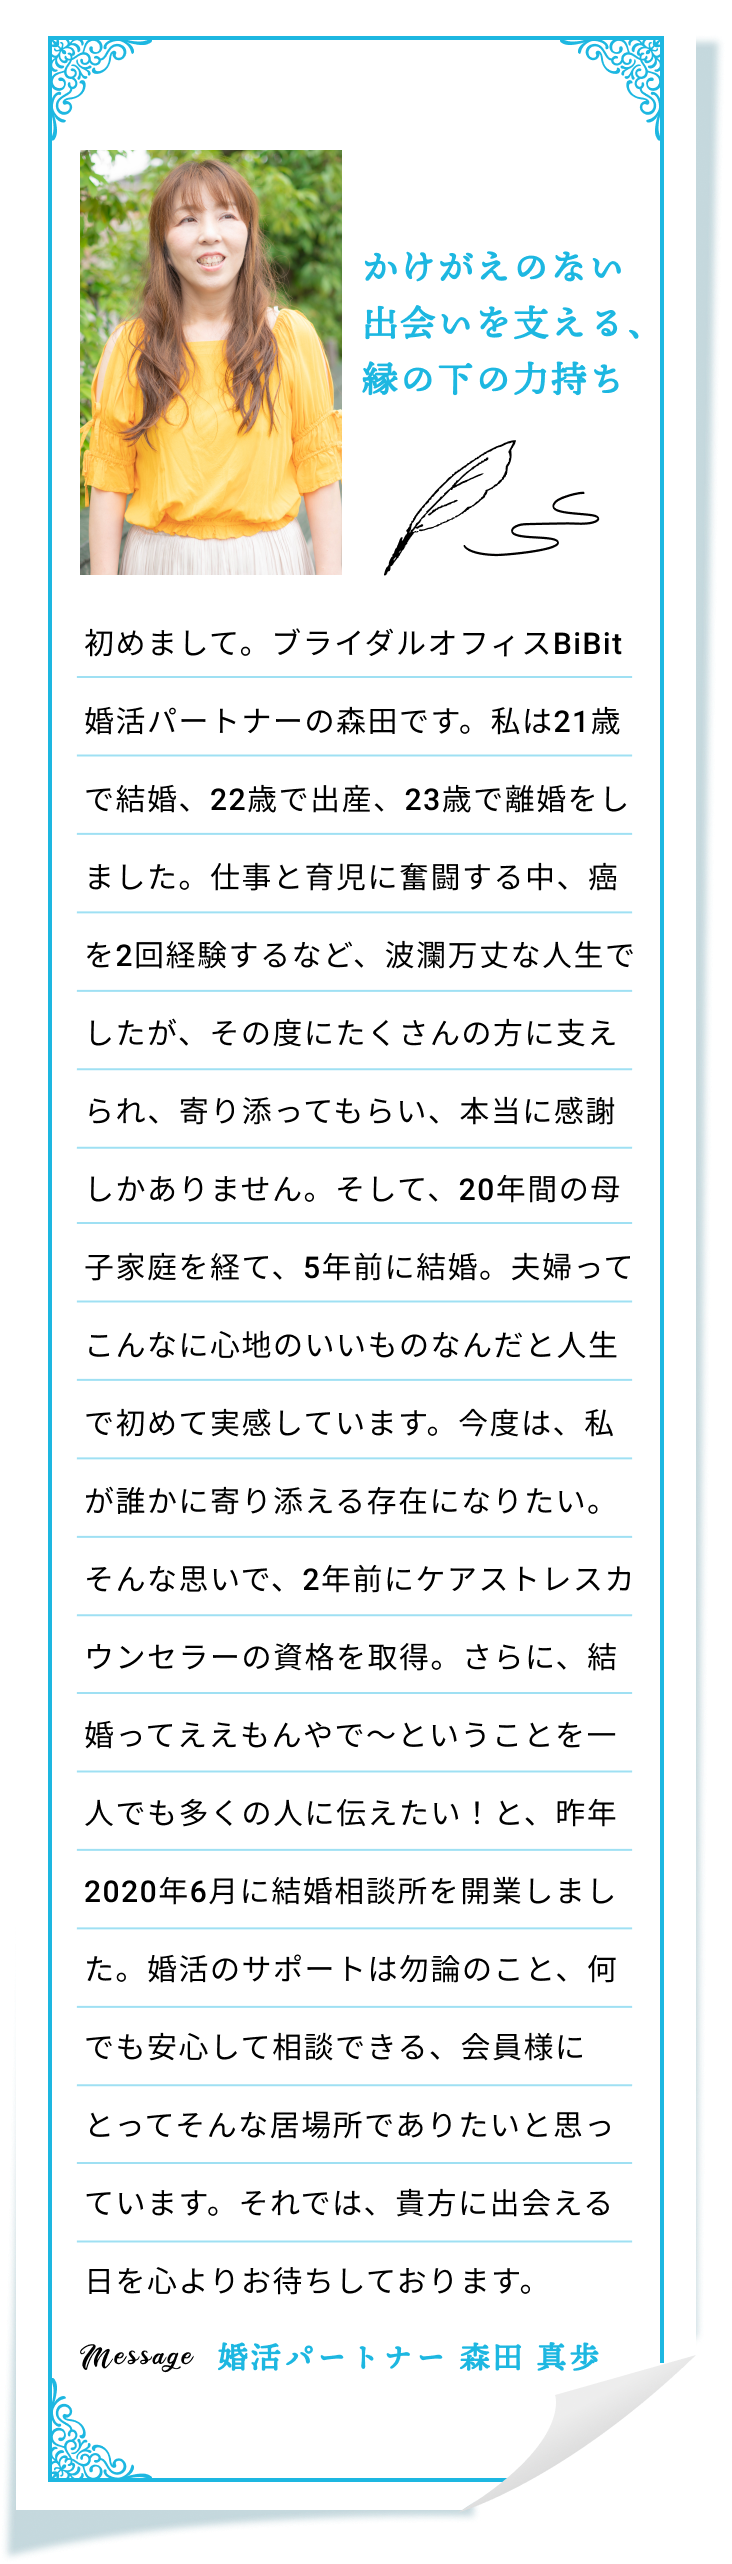 かけがえのない
出会いを支える、
縁の下の力持ち
初めまして。ブライダルオフィスBiBit
婚活パートナーの森田です。私は21歳
で結婚、22歳で出産、23歳で離婚をし
ました。仕事と育児に奮闘する中、癌
を2回経験するなど、波瀾万丈な人生で
したが、その度にたくさんの方に支え
られ、寄り添ってもらい、本当に感謝
しかありません。そして、20年間の母
子家庭を経て、5年前に結婚。夫婦って
こんなに心地のいいものなんだと人生
で初めて実感しています。今度は、私
が誰かに寄り添える存在になりたい。
そんな思いで、2年前にケアストレスカ
ウンセラーの資格を取得。さらに、結
婚ってええもんやで〜ということを一
人でも多くの人に伝えたい！と、昨年
2020年6月に結婚相談所を開業しまし
た。婚活のサポートは勿論のこと、何
でも安心して相談できる、会員様に
とってそんな居場所でありたいと思っ
ています。それでは、貴方に出会える
日を心よりお待ちしております。
Message 婚活パートナー 森田 真歩